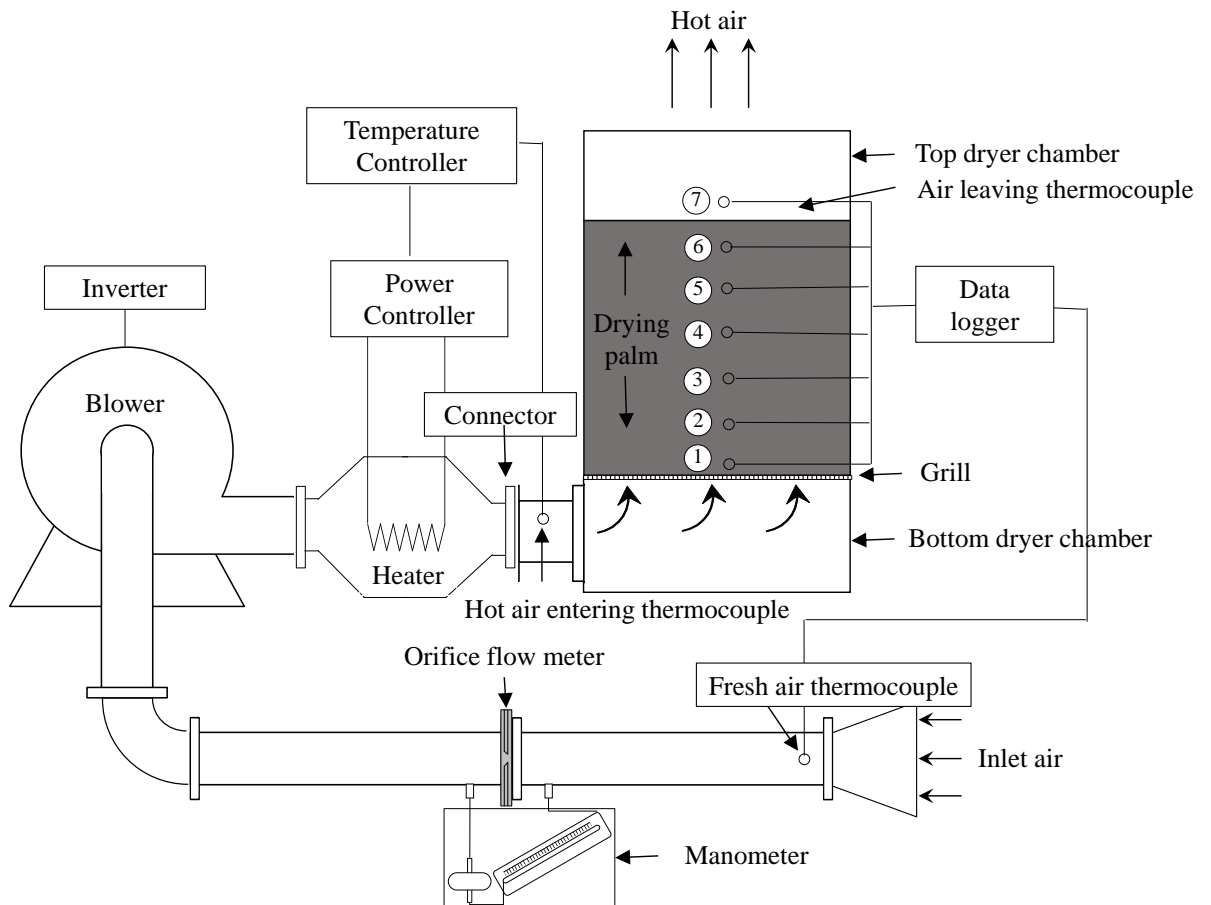 Hot air
Temperature
Controller
Top dryer chamber
Air leaving thermocouple
7
6
5
4
3
2
1
Drying
palm
Inverter
Power
Controller
Data
logger
Blower
Connector
Grill
Heater
Bottom dryer chamber
Hot air entering thermocouple
Orifice flow meter
Fresh air thermocouple
Inlet air
Manometer